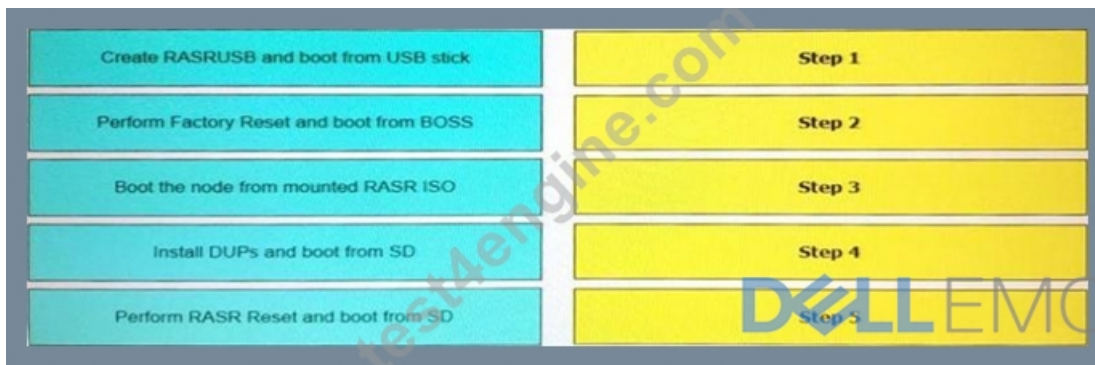 Create RASRUSB and boot from USB stick
Step 1
Perform Factory Reset and boot from BOSS
Step 2
Boot the node from mounted RASR ISO
Step 3
Install DUPs and boot from SD
Step 4
Perform RASR Reset and boot from SD
Step 5
DELLEMC
test4engine.com